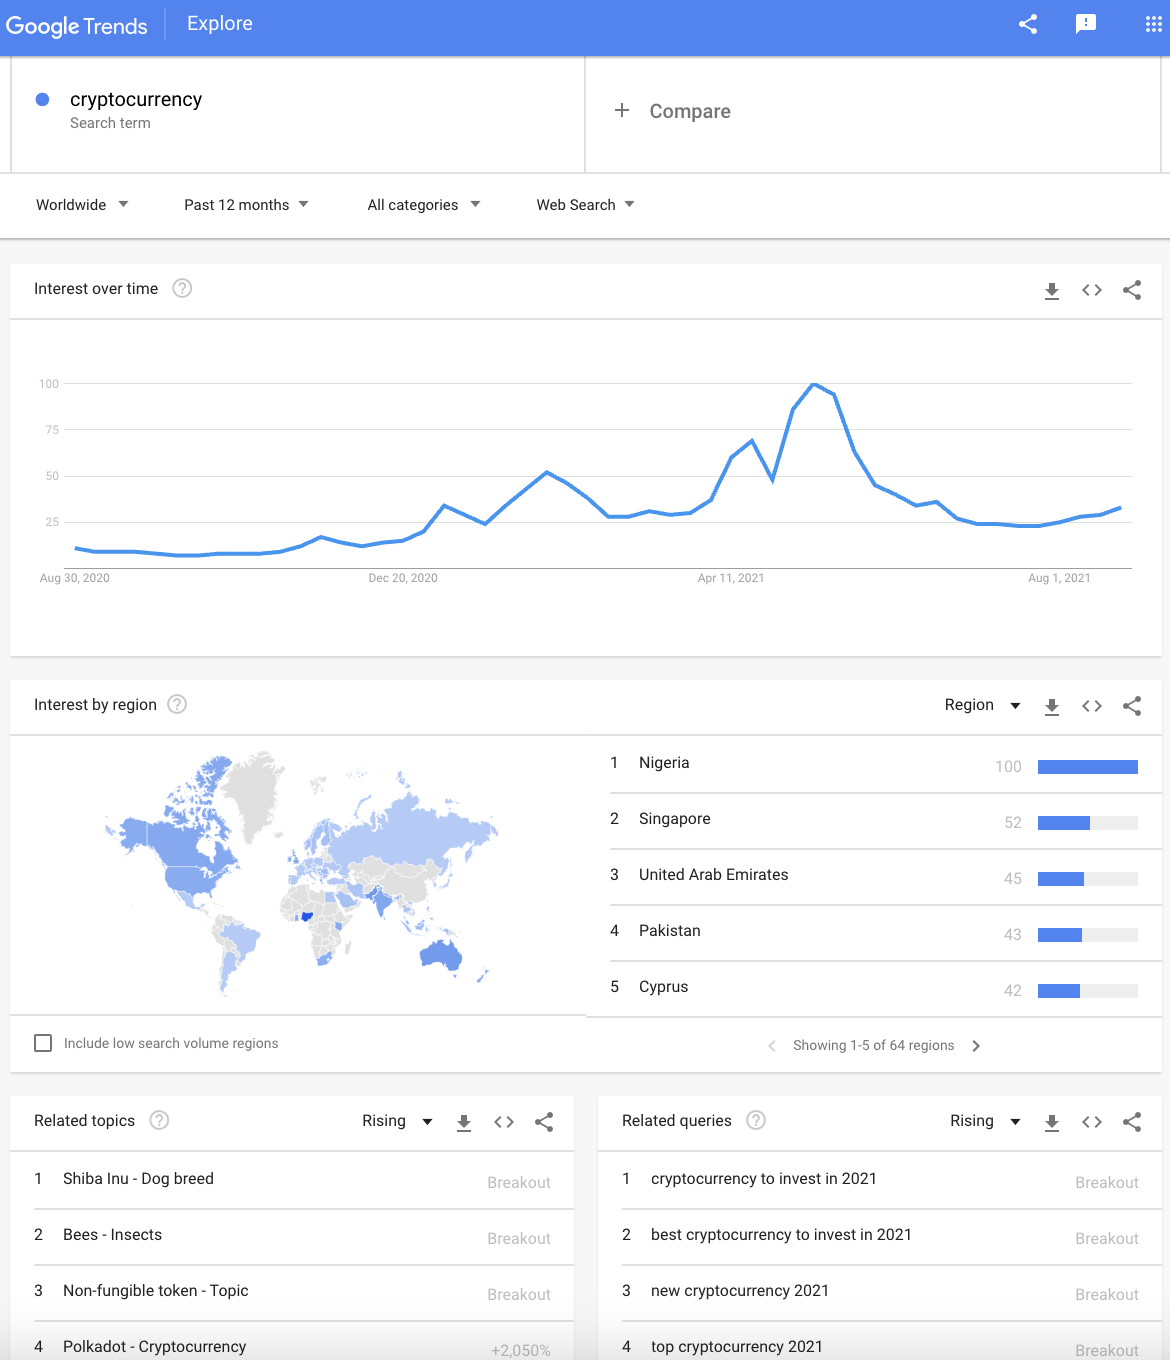 Google Trends Explore
cryptocurrency
Search term
+ Compare
Worldwide Past 12 months All categories Web Search
Interest over time ?
100
75
50
25
Aug 30, 2020 Dec 20, 2020 Apr 11, 2021 Aug 1, 2021
Interest by region ? Region
1 Nigeria 100
2 Singapore 52
3 United Arab Emirates 45
4 Pakistan 43
5 Cyprus 42
Include low search volume regions
Showing 1-5 of 64 regions
Related topics ? Rising
1 Shiba Inu - Dog breed Breakout
2 Bees - Insects Breakout
3 Non-fungible token - Topic Breakout
4 Polkadot - Cryptocurrency +2,050%
Related queries ? Rising
1 cryptocurrency to invest in 2021 Breakout
2 best cryptocurrency to invest in 2021 Breakout
3 new cryptocurrency 2021 Breakout
4 top cryptocurrency 2021 Breakout